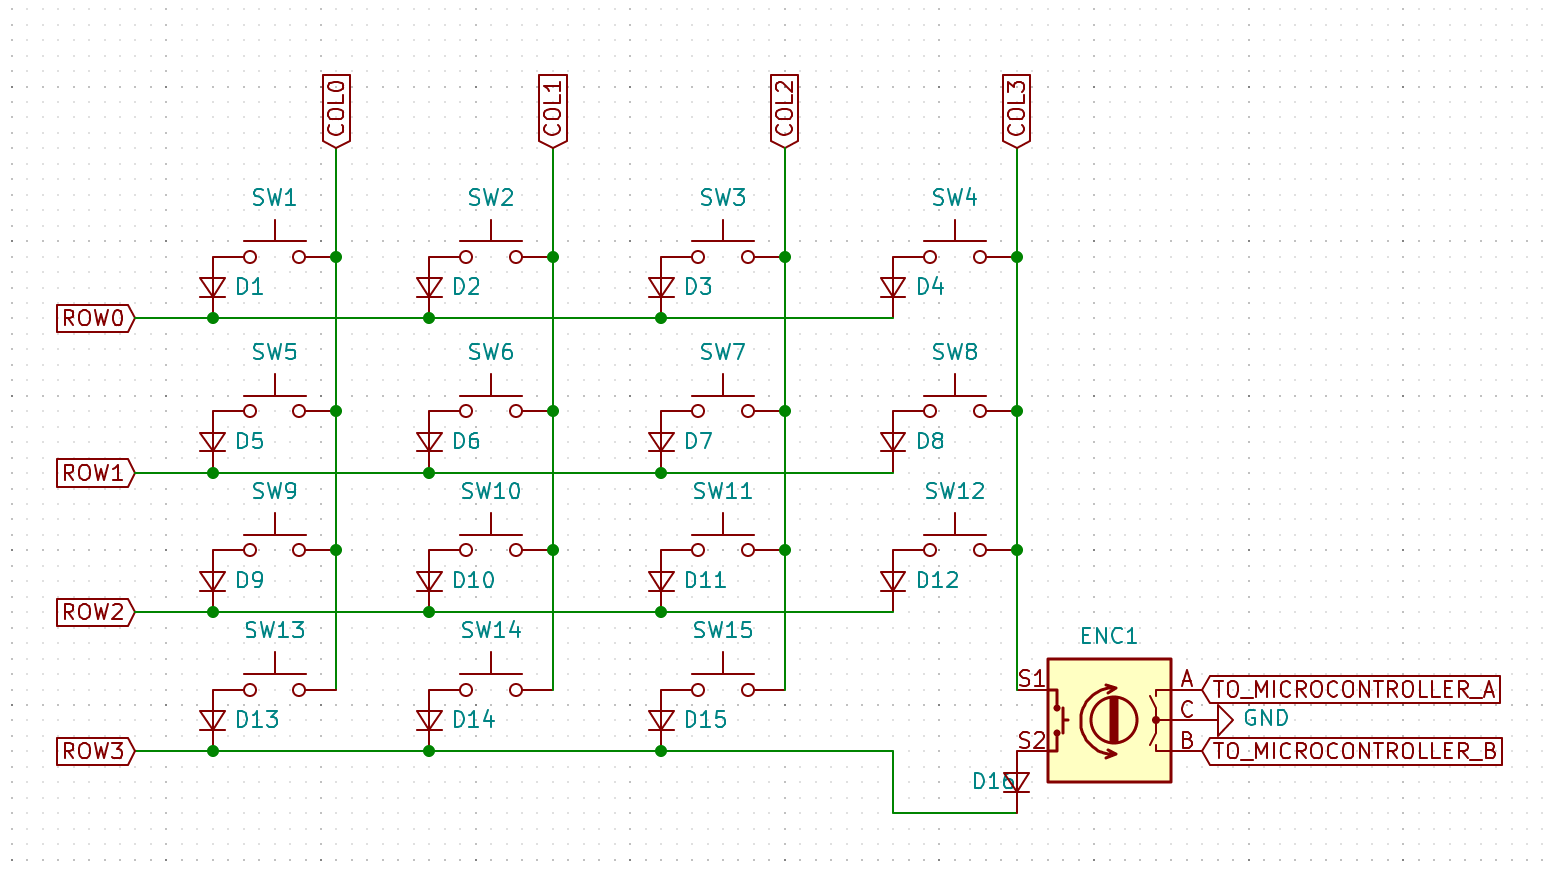 COL0 COL1 COL2 COL3
SW1 SW2 SW3 SW4
D1 D2 D3 D4
ROW0
SW5 SW6 SW7 SW8
D5 D6 D7 D8
ROW1
SW9 SW10 SW11 SW12
D9 D10 D11 D12
ROW2
SW13 SW14 SW15 ENC1
S1 A TO_MICROCONTROLLER_A
D13 D14 D15 C GND
ROW3 S2 B TO_MICROCONTROLLER_B
D16